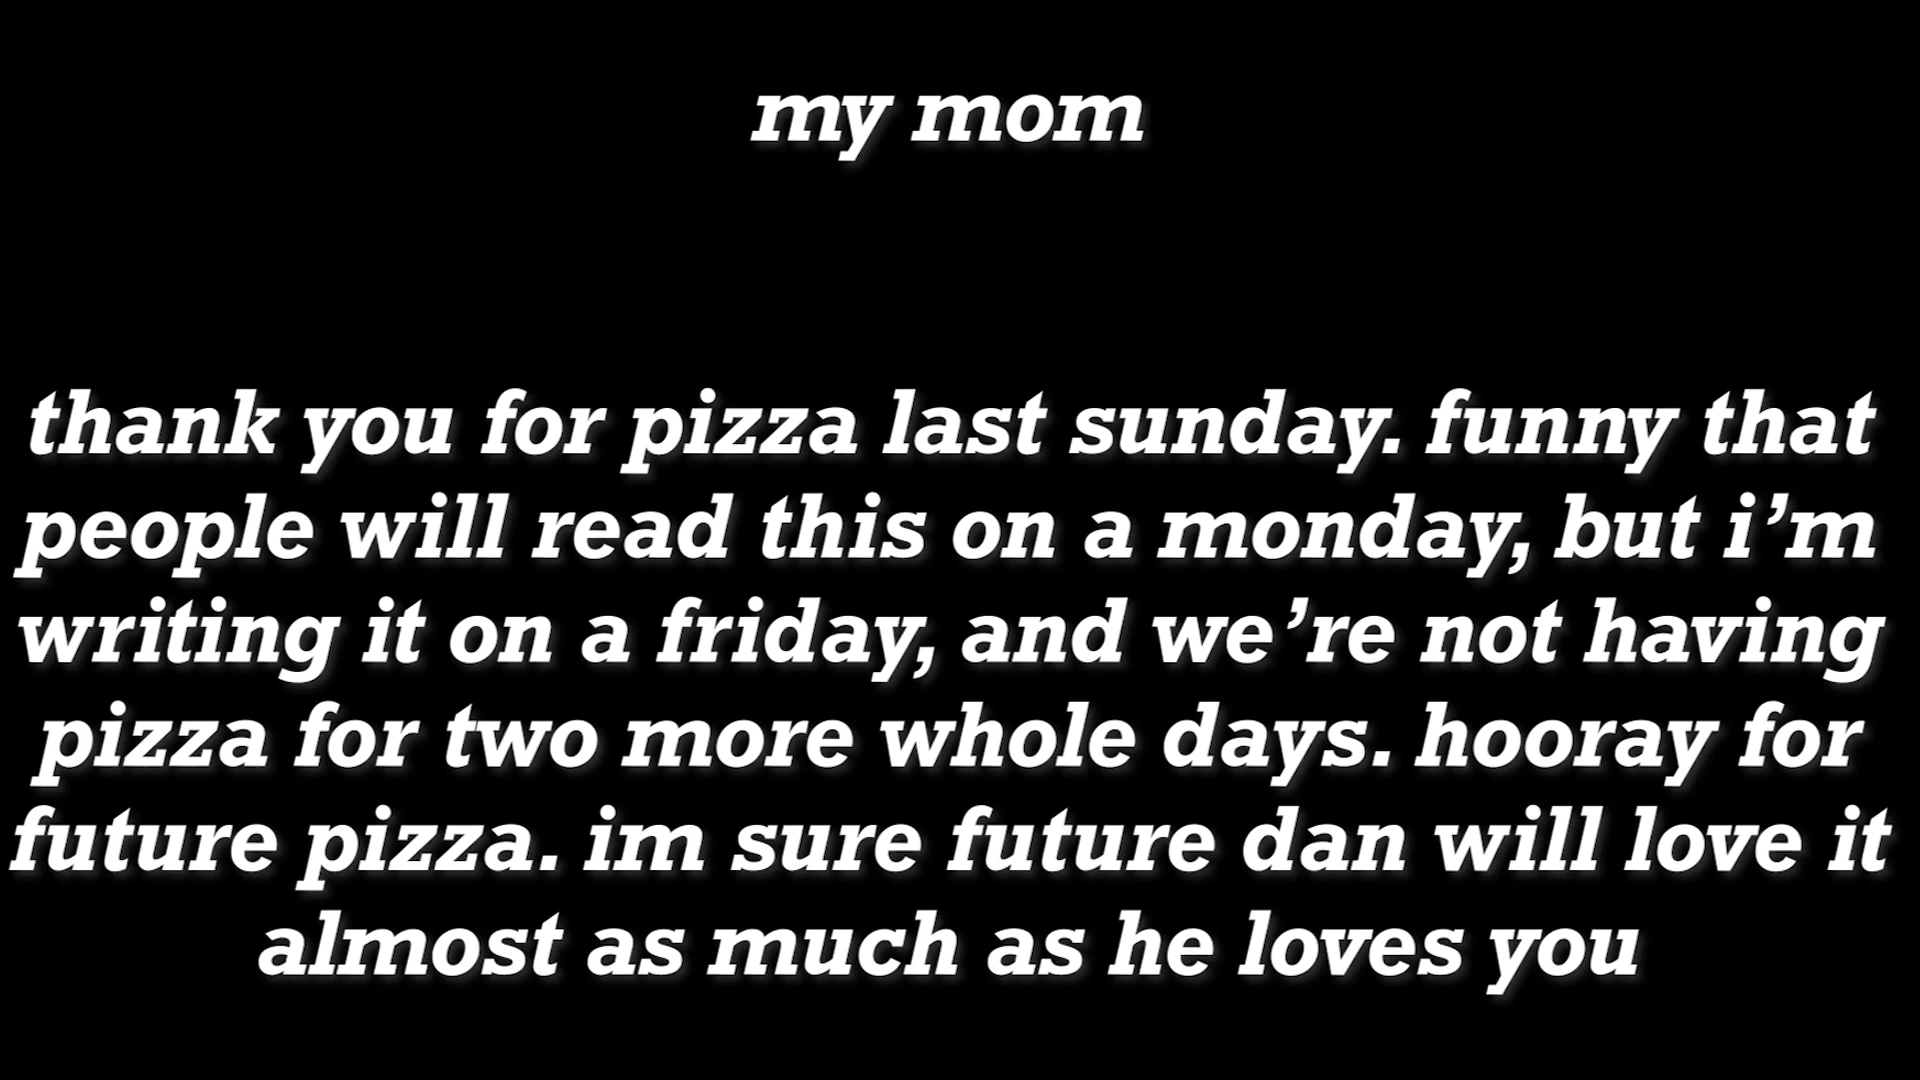 my mom
thank you for pizza last sunday. funny that
people will read this on a monday, but i’m
writing it on a friday, and we’re not having
pizza for two more whole days. hooray for
future pizza. im sure future dan will love it
almost as much as he loves you